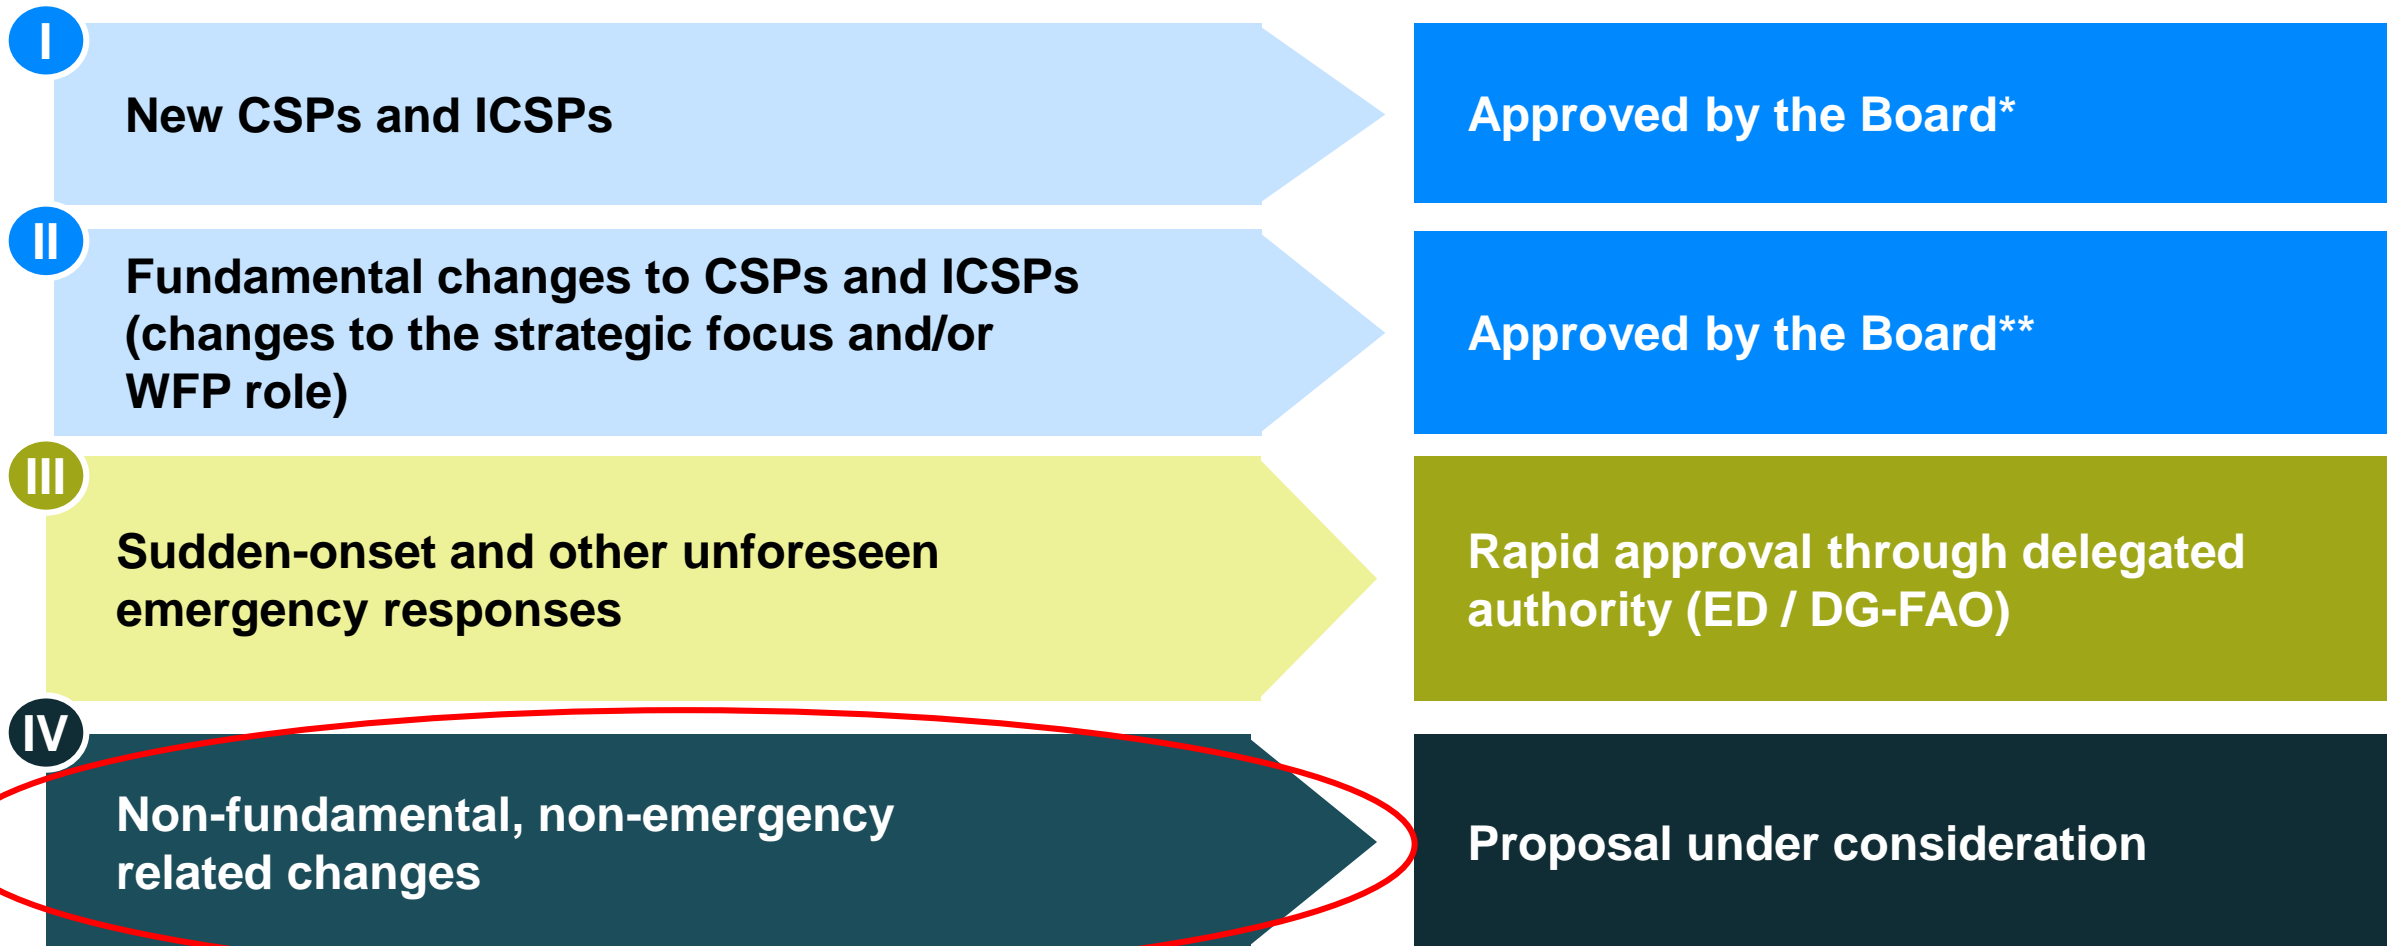 I
New CSPs and ICSPs
Approved by the Board*
II
Fundamental changes to CSPs and ICSPs
(changes to the strategic focus and/or
WFP role)
Approved by the Board**
III
Sudden-onset and other unforeseen
emergency responses
Rapid approval through delegated
authority (ED / DG-FAO)
IV
Non-fundamental, non-emergency
related changes
Proposal under consideration